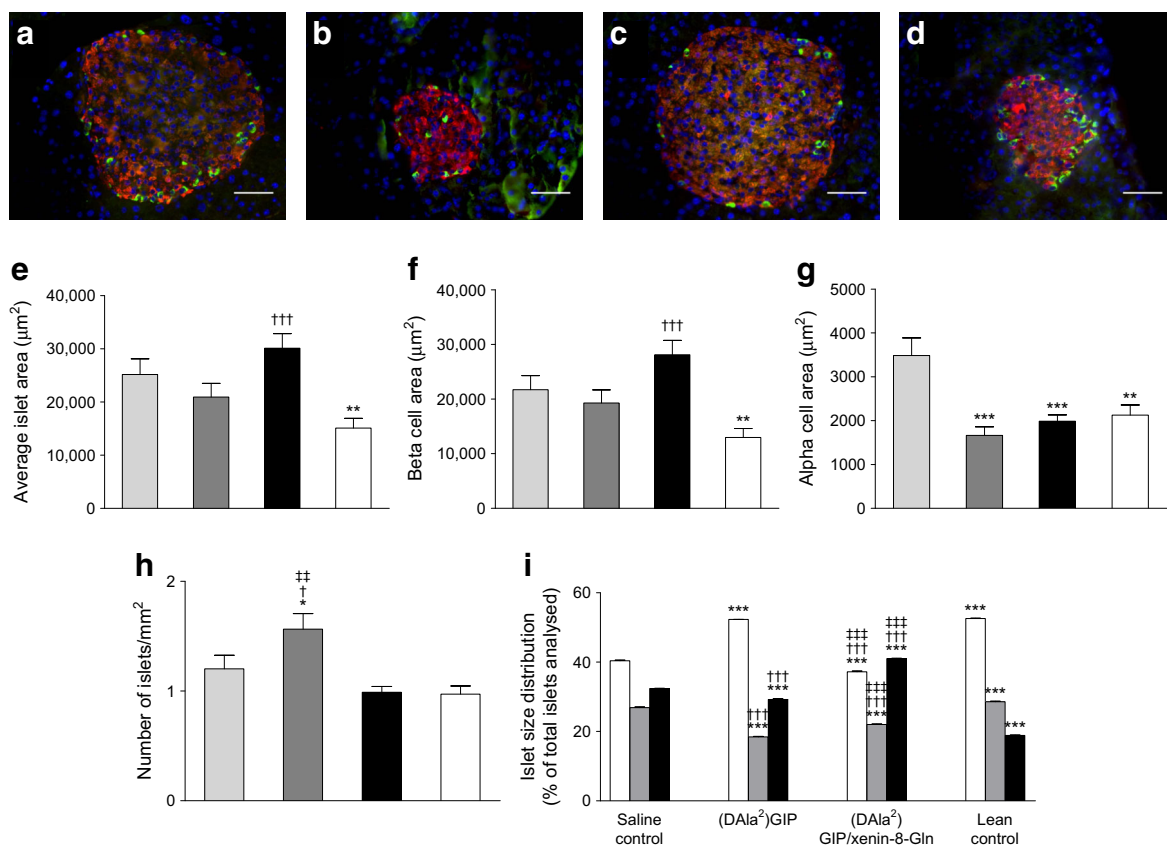 a
b
c
d
e
Average islet area (μm²)
40,000
30,000
20,000
10,000
0
†††
**
f
Beta cell area (μm²)
40,000
30,000
20,000
10,000
0
†††
**
g
Alpha cell area (μm²)
5000
4000
3000
2000
1000
0
***
***
**
h
Number of islets/mm²
2
1
0
‡‡
†
*
i
Islet size distribution
(% of total islets analysed)
60
40
20
0
***
†††
***
†††
***
‡‡‡
†††
***
‡‡‡
†††
***
‡‡‡
†††
***
***
***
***
Saline
control
(DAla²)GIP
(DAla²)
GIP/xenin-8-Gln
Lean
control